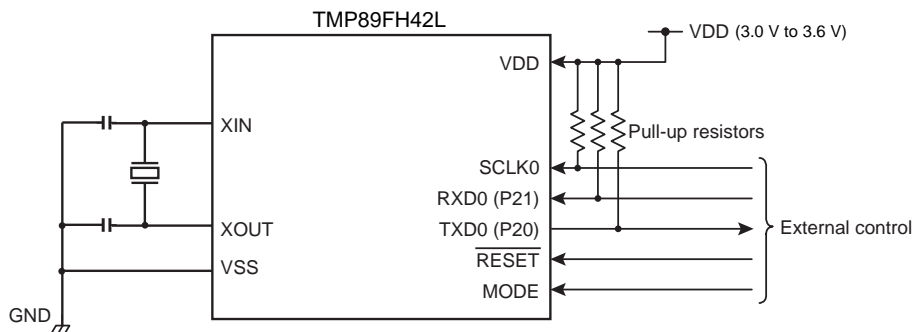 TMP89FH42L
VDD (3.0 V to 3.6 V)
VDD
XIN
Pull-up resistors
SCLK0
RXD0 (P21)
XOUT
TXD0 (P20)
External control
VSS
RESET
MODE
GND